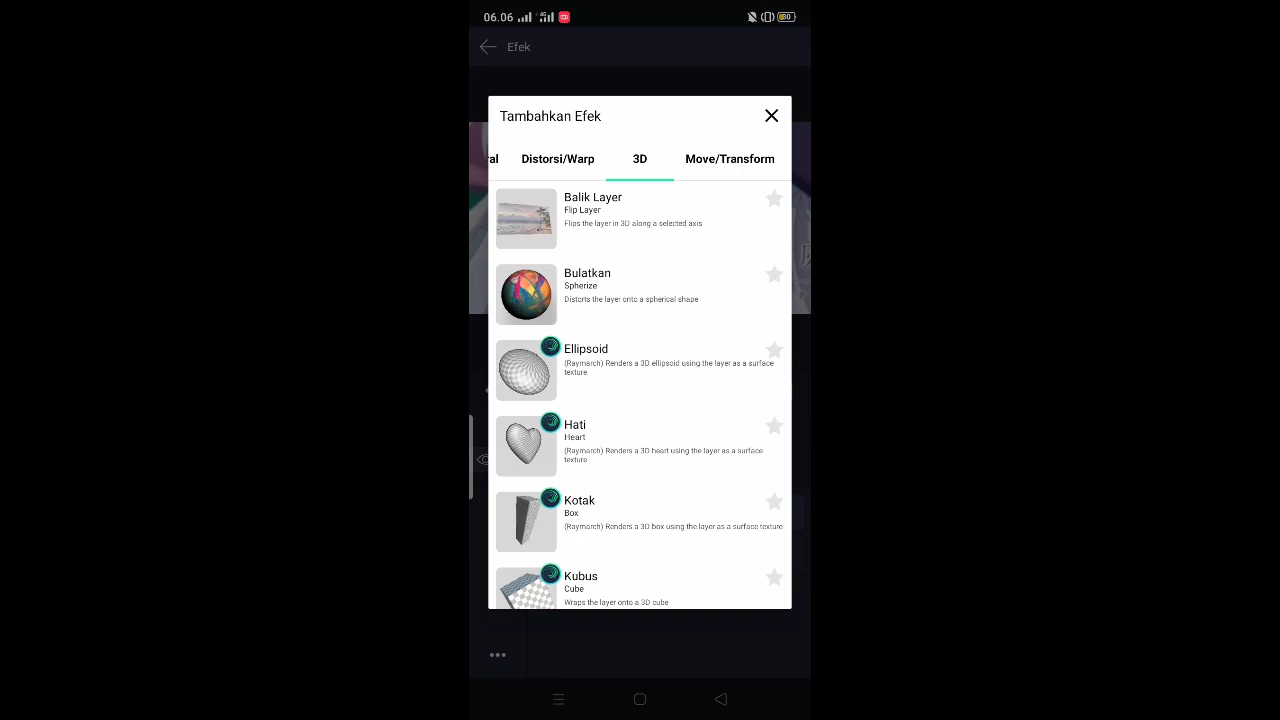 06.06
4G
80
Efek
Tambahkan Efek
al
Distorsi/Warp
3D
Move/Transform
Balik Layer
Flip Layer
Flips the layer in 3D along a selected axis
Bulatkan
Spherize
Distorts the layer onto a spherical shape
Ellipsoid
(Raymarch) Renders a 3D ellipsoid using the layer as a surface
texture
Hati
Heart
(Raymarch) Renders a 3D heart using the layer as a surface
texture
Kotak
Box
(Raymarch) Renders a 3D box using the layer as a surface texture
Kubus
Cube
Wraps the layer onto a 3D cube